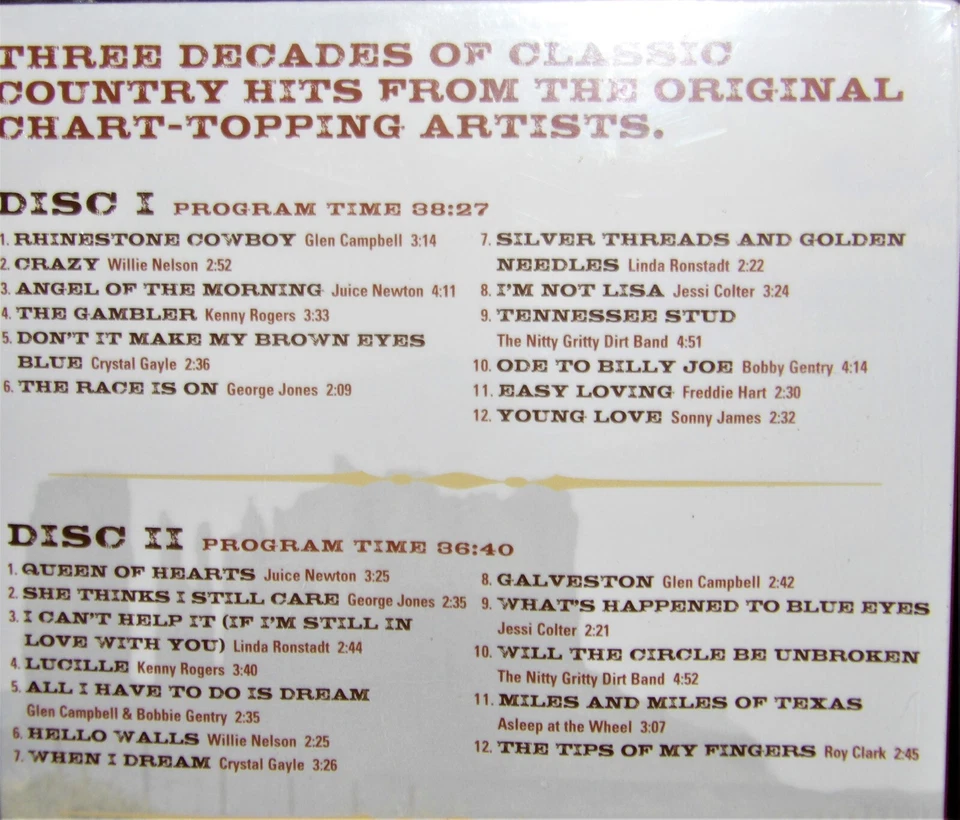 THREE DECADES OF CLASSIC
COUNTRY HITS FROM THE ORIGINAL
CHART-TOPPING ARTISTS.
DISC I PROGRAM TIME 38:27
1. RHINESTONE COWBOY Glen Campbell 3:14
2. CRAZY Willie Nelson 2:52
3. ANGEL OF THE MORNING Juice Newton 4:11
4. THE GAMBLER Kenny Rogers 3:33
5. DON'T IT MAKE MY BROWN EYES
BLUE Crystal Gayle 2:36
6. THE RACE IS ON George Jones 2:09
7. SILVER THREADS AND GOLDEN
NEEDLES Linda Ronstadt 2:22
8. I'M NOT LISA Jessi Colter 3:24
9. TENNESSEE STUD
The Nitty Gritty Dirt Band 4:51
10. ODE TO BILLY JOE Bobby Gentry 4:14
11. EASY LOVING Freddie Hart 2:30
12. YOUNG LOVE Sonny James 2:32
DISC II PROGRAM TIME 36:40
1. QUEEN OF HEARTS Juice Newton 3:25
2. SHE THINKS I STILL CARE George Jones 2:35
3. I CAN'T HELP IT (IF I'M STILL IN
LOVE WITH YOU) Linda Ronstadt 2:44
4. LUCILLE Kenny Rogers 3:40
5. ALL I HAVE TO DO IS DREAM
Glen Campbell & Bobbie Gentry 2:35
6. HELLO WALLS Willie Nelson 2:25
7. WHEN I DREAM Crystal Gayle 3:26
8. GALVESTON Glen Campbell 2:42
9. WHAT'S HAPPENED TO BLUE EYES
Jessi Colter 2:21
10. WILL THE CIRCLE BE UNBROKEN
The Nitty Gritty Dirt Band 4:52
11. MILES AND MILES OF TEXAS
Asleep at the Wheel 3:07
12. THE TIPS OF MY FINGERS Roy Clark 2:45